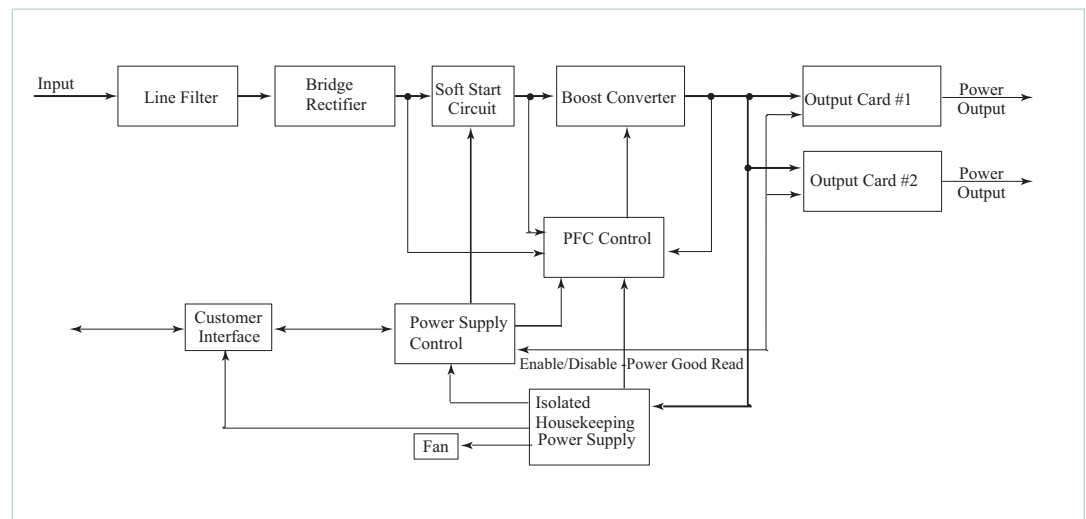 Input
Line Filter
Bridge
Rectifier
Soft Start
Circuit
Boost Converter
Output Card #1
Power
Output
Output Card #2
Power
Output
PFC Control
Customer
Interface
Power Supply
Control
Enable/Disable -Power Good Read
Isolated
Housekeeping
Power Supply
Fan